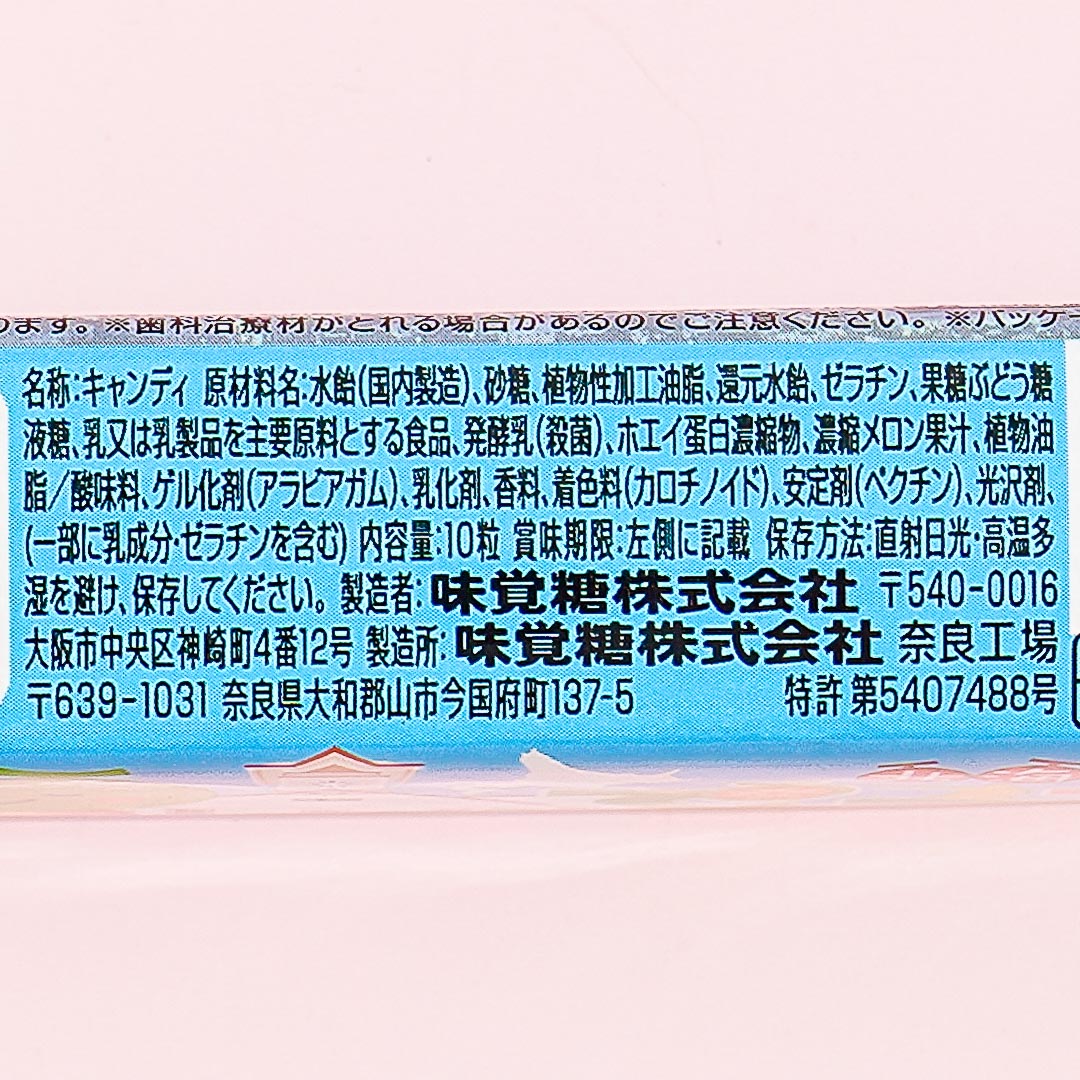 ます。※歯科治療材がとれる場合があるのでご注意ください。※パッケー
名称:キャンディ 原材料名:水飴(国内製造)、砂糖、植物性加工油脂、還元水飴、ゼラチン、果糖ぶどう糖
液糖、乳又は乳製品を主要原料とする食品、発酵乳(殺菌)、ホエイ蛋白濃縮物、濃縮メロン果汁、植物油
脂/酸味料、ゲル化剤(アラビアガム)、乳化剤、香料、着色料(カロチノイド)、安定剤(ペクチン)、光沢剤、
(一部に乳成分・ゼラチンを含む) 内容量:10粒 賞味期限:左側に記載 保存方法:直射日光・高温多
湿を避け、保存してください。 製造者:味覚糖株式会社 〒540-0016
大阪市中央区神崎町4番12号 製造所:味覚糖株式会社 奈良工場
〒639-1031 奈良県大和郡山市今国府町137-5 特許 第5407488号